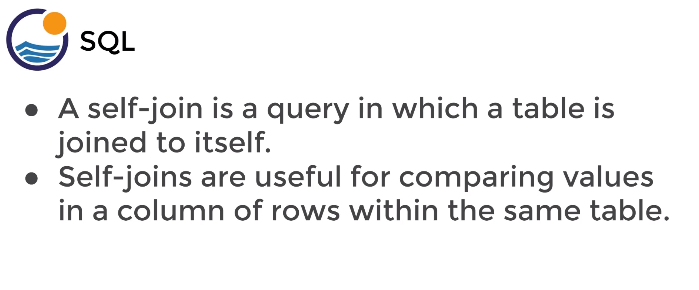 SQL
● A self-join is a query in which a table is
joined to itself.
● Self-joins are useful for comparing values
in a column of rows within the same table.